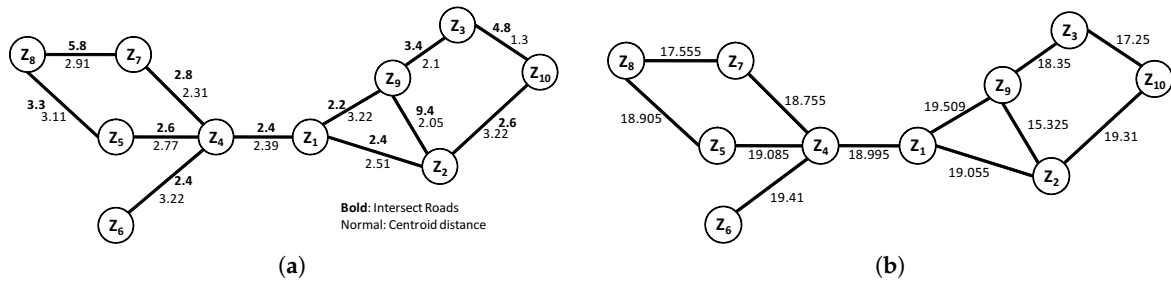 Z3
4.8
3.4
1.3
Z8
5.8
2.91
Z7
2.1
Z9
Z10
2.8
2.31
3.3
3.11
2.2
3.22
9.4
2.05
2.6
3.22
Z5
2.6
2.77
Z4
2.4
2.39
Z1
2.4
2.51
Z2
2.4
3.22
Z6
Bold: Intersect Roads
Normal: Centroid distance
(a)
Z3
17.25
18.35
Z8
17.555
Z7
Z9
Z10
18.755
19.509
15.325
19.31
18.905
Z5
19.085
Z4
18.995
Z1
19.055
Z2
19.41
Z6
(b)